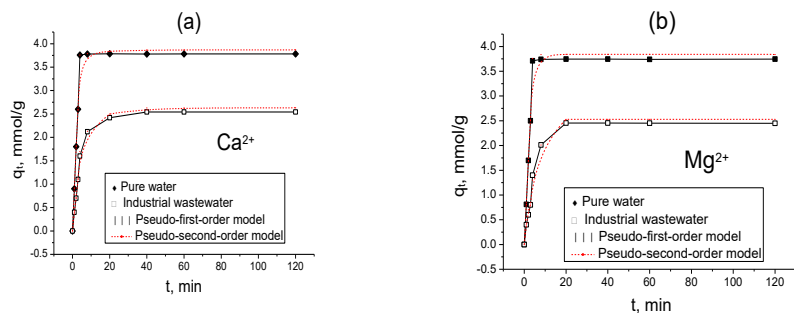 (a)
4.0
3.5
3.0
2.5
2.0
1.5
1.0
0.5
0.0
-0.5
qt, mmol/g
Ca²⁺
Pure water
Industrial wastewater
Pseudo-first-order model
Pseudo-second-order model
0 20 40 60 80 100 120
t, min
(b)
4.0
3.5
3.0
2.5
2.0
1.5
1.0
0.5
0.0
-0.5
qt, mmol/g
Mg²⁺
Pure water
Industrial wastewater
Pseudo-first-order model
Pseudo-second-order model
0 20 40 60 80 100 120
t, min